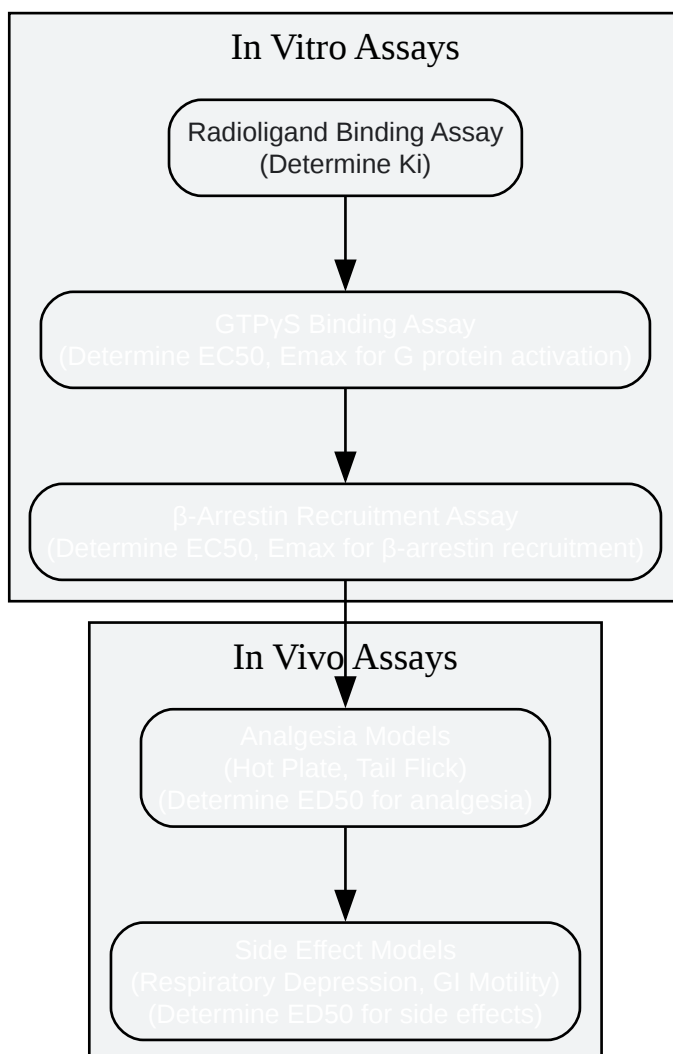 In Vitro Assays
Radioligand Binding Assay
(Determine Ki)
GTPγS Binding Assay
(Determine EC50, Emax for G protein activation)
β-Arrestin Recruitment Assay
(Determine EC50, Emax for β-arrestin recruitment)
In Vivo Assays
Analgesia Models
(Hot Plate, Tail Flick)
(Determine ED50 for analgesia)
Side Effect Models
(Respiratory Depression, GI Motility)
(Determine ED50 for side effects)